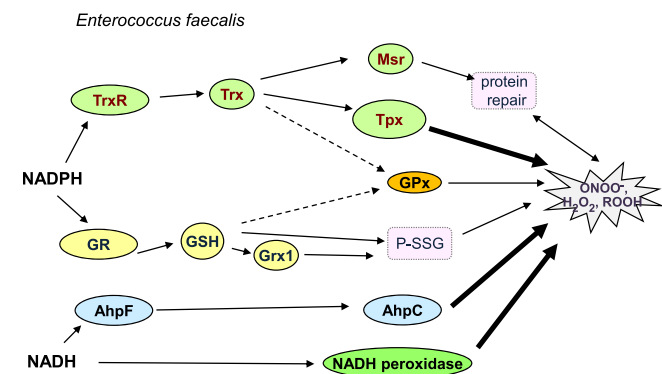 Enterococcus faecalis
Msr
protein
repair
TrxR
Trx
Tpx
NADPH
GPx
ONOO⁻,
H₂O₂, ROOH
GR
GSH
Grx1
P-SSG
AhpF
AhpC
NADH
NADH peroxidase